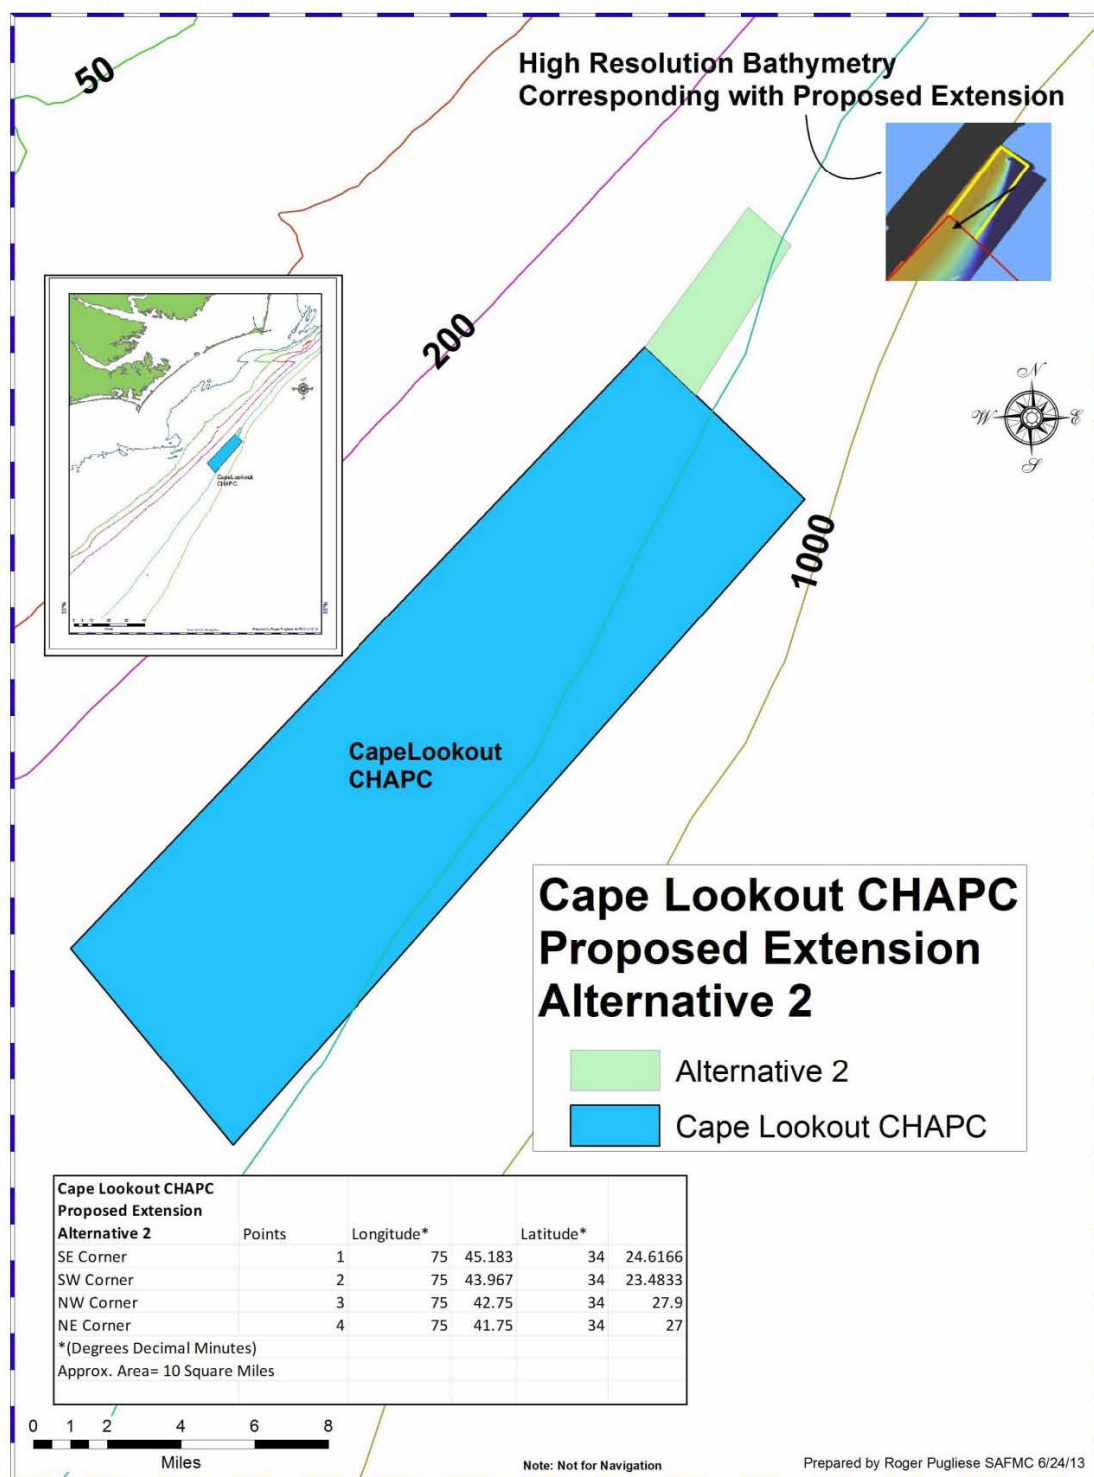 50
High Resolution Bathymetry
Corresponding with Proposed Extension
200
N
W E
S
1000
CapeLookout
CHAPC
CapeLookout
CHAPC
Cape Lookout CHAPC
Proposed Extension
Alternative 2
Alternative 2
Cape Lookout CHAPC
Cape Lookout CHAPC
Proposed Extension
Alternative 2 Points Longitude* Latitude*
SE Corner 1 75 45.183 34 24.6166
SW Corner 2 75 43.967 34 23.4833
NW Corner 3 75 42.75 34 27.9
NE Corner 4 75 41.75 34 27
*(Degrees Decimal Minutes)
Approx. Area= 10 Square Miles
0 1 2 4 6 8
Miles
Note: Not for Navigation
Prepared by Roger Pugliese SAFMC 6/24/13